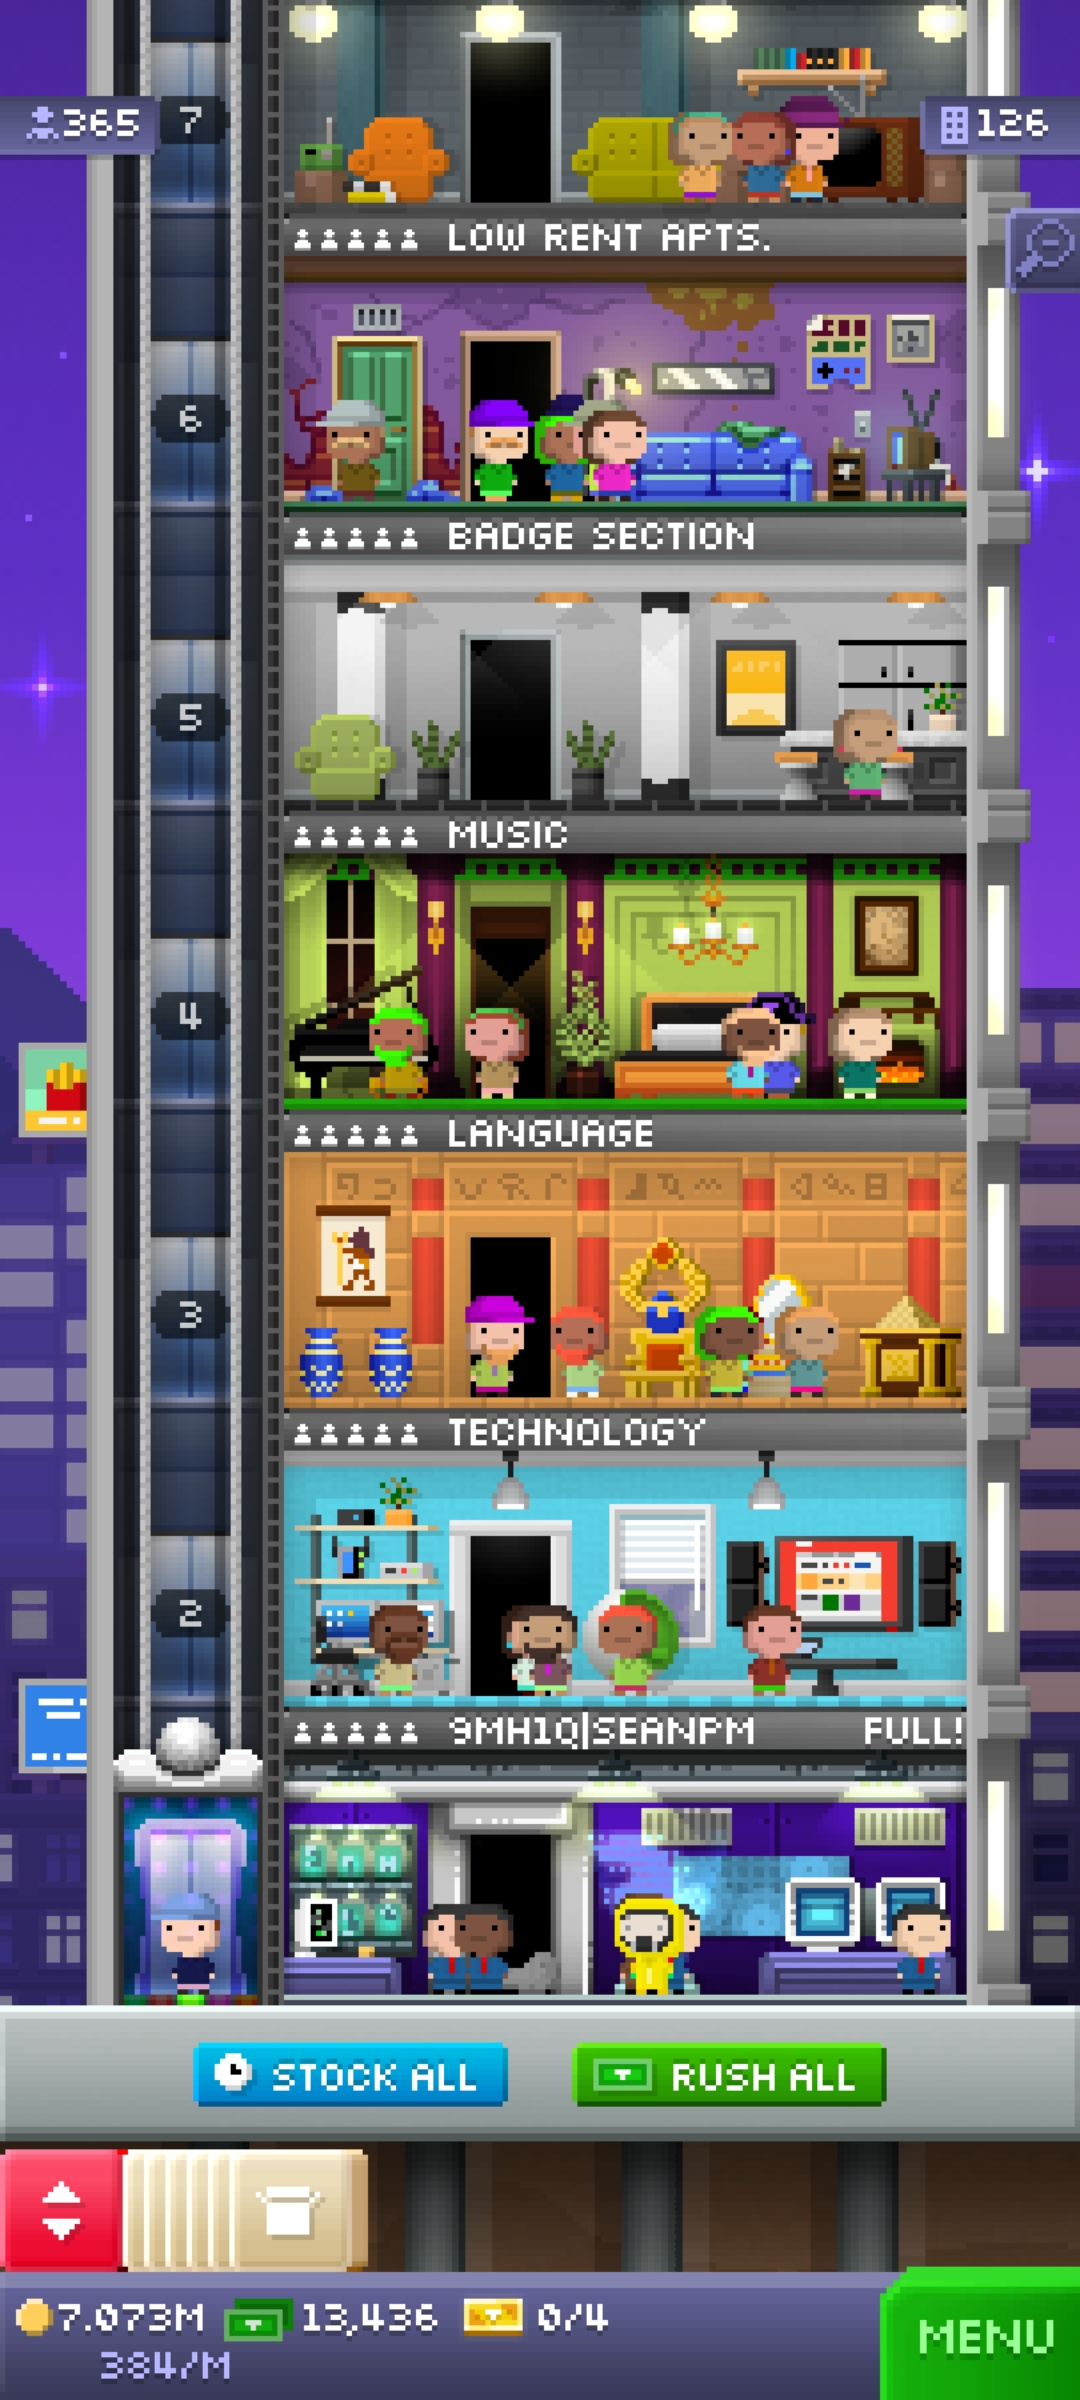 7
365
126
LOW RENT APTS.
6
BADGE SECTION
5
MUSIC
4
LANGUAGE
3
TECHNOLOGY
2
9MH1Q|SEANPM FULL!
STOCK ALL
RUSH ALL
7.073M 13,436 0/4
384/M
MENU